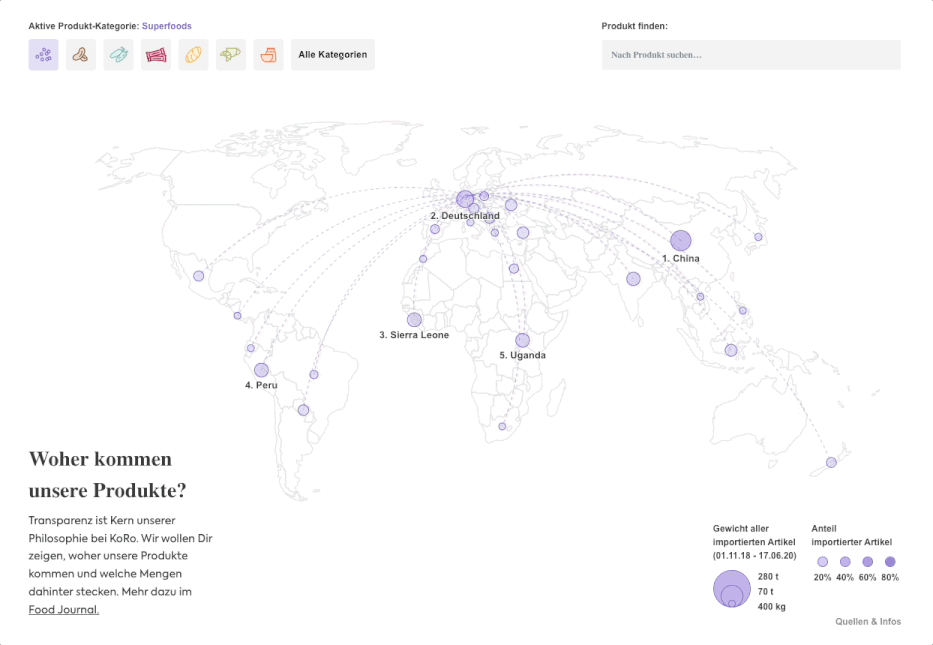 Aktive Produkt-Kategorie: Superfoods
Produkt finden:
Alle Kategorien
Nach Produkt suchen…
2. Deutschland
1. China
3. Sierra Leone
5. Uganda
4. Peru
Woher kommen
unsere Produkte?
Transparenz ist Kern unserer
Philosophie bei KoRo. Wir wollen Dir
zeigen, woher unsere Produkte
kommen und welche Mengen
dahinter stecken. Mehr dazu im
Food Journal.
Gewicht aller
importierten Artikel
(01.11.18 - 17.06.20)
280 t
70 t
400 kg
Anteil
importierter Artikel
20% 40% 60% 80%
Quellen & Infos